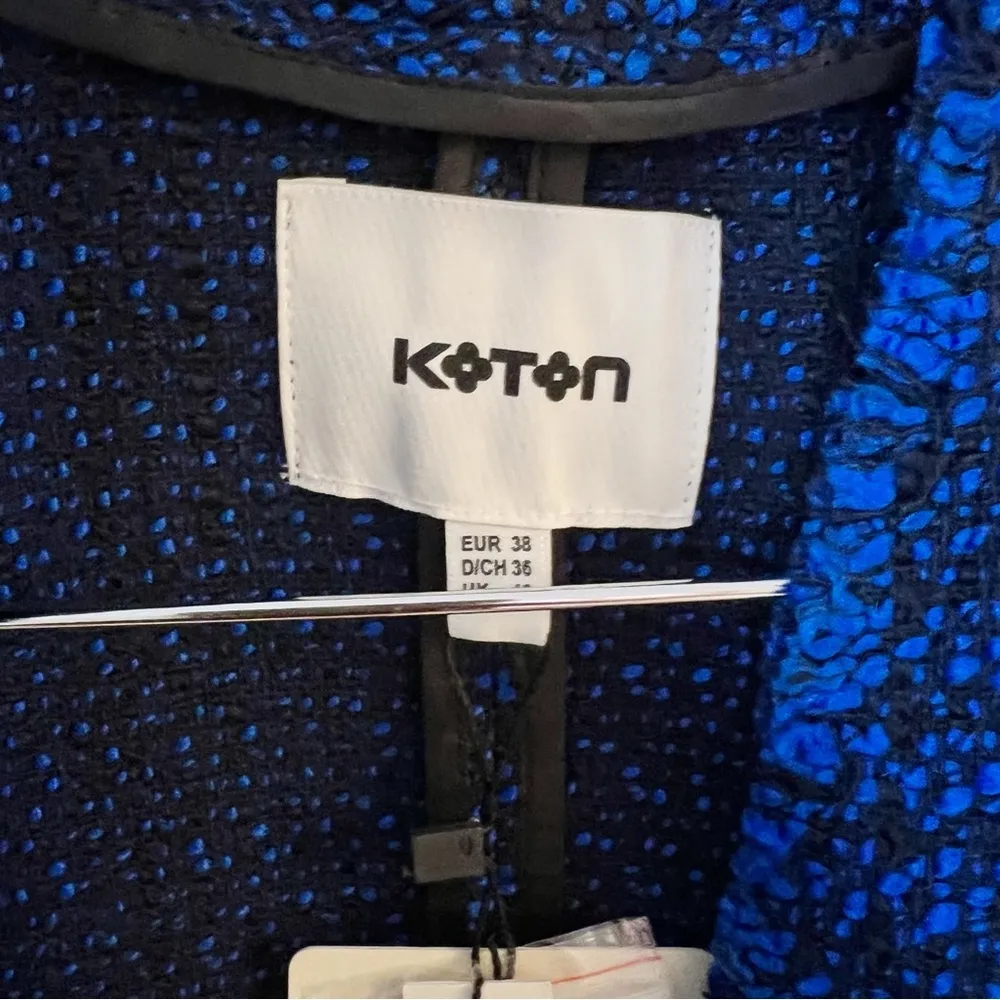 KOTON
EUR 38
D/CH 36